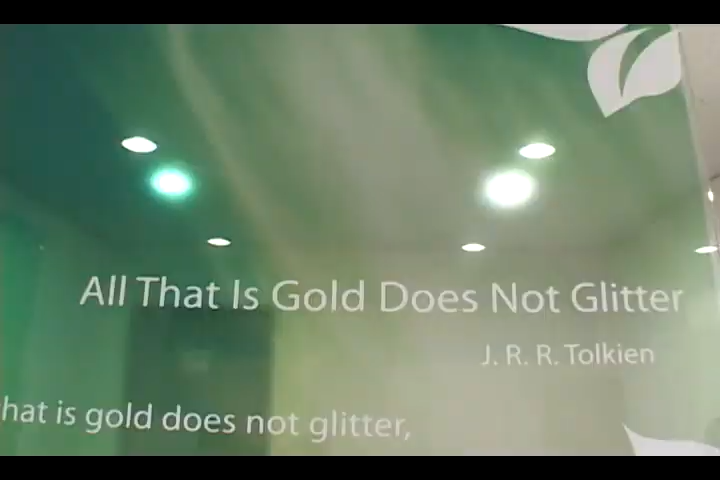 All That Is Gold Does Not Glitter
J. R. R. Tolkien
hat is gold does not glitter,